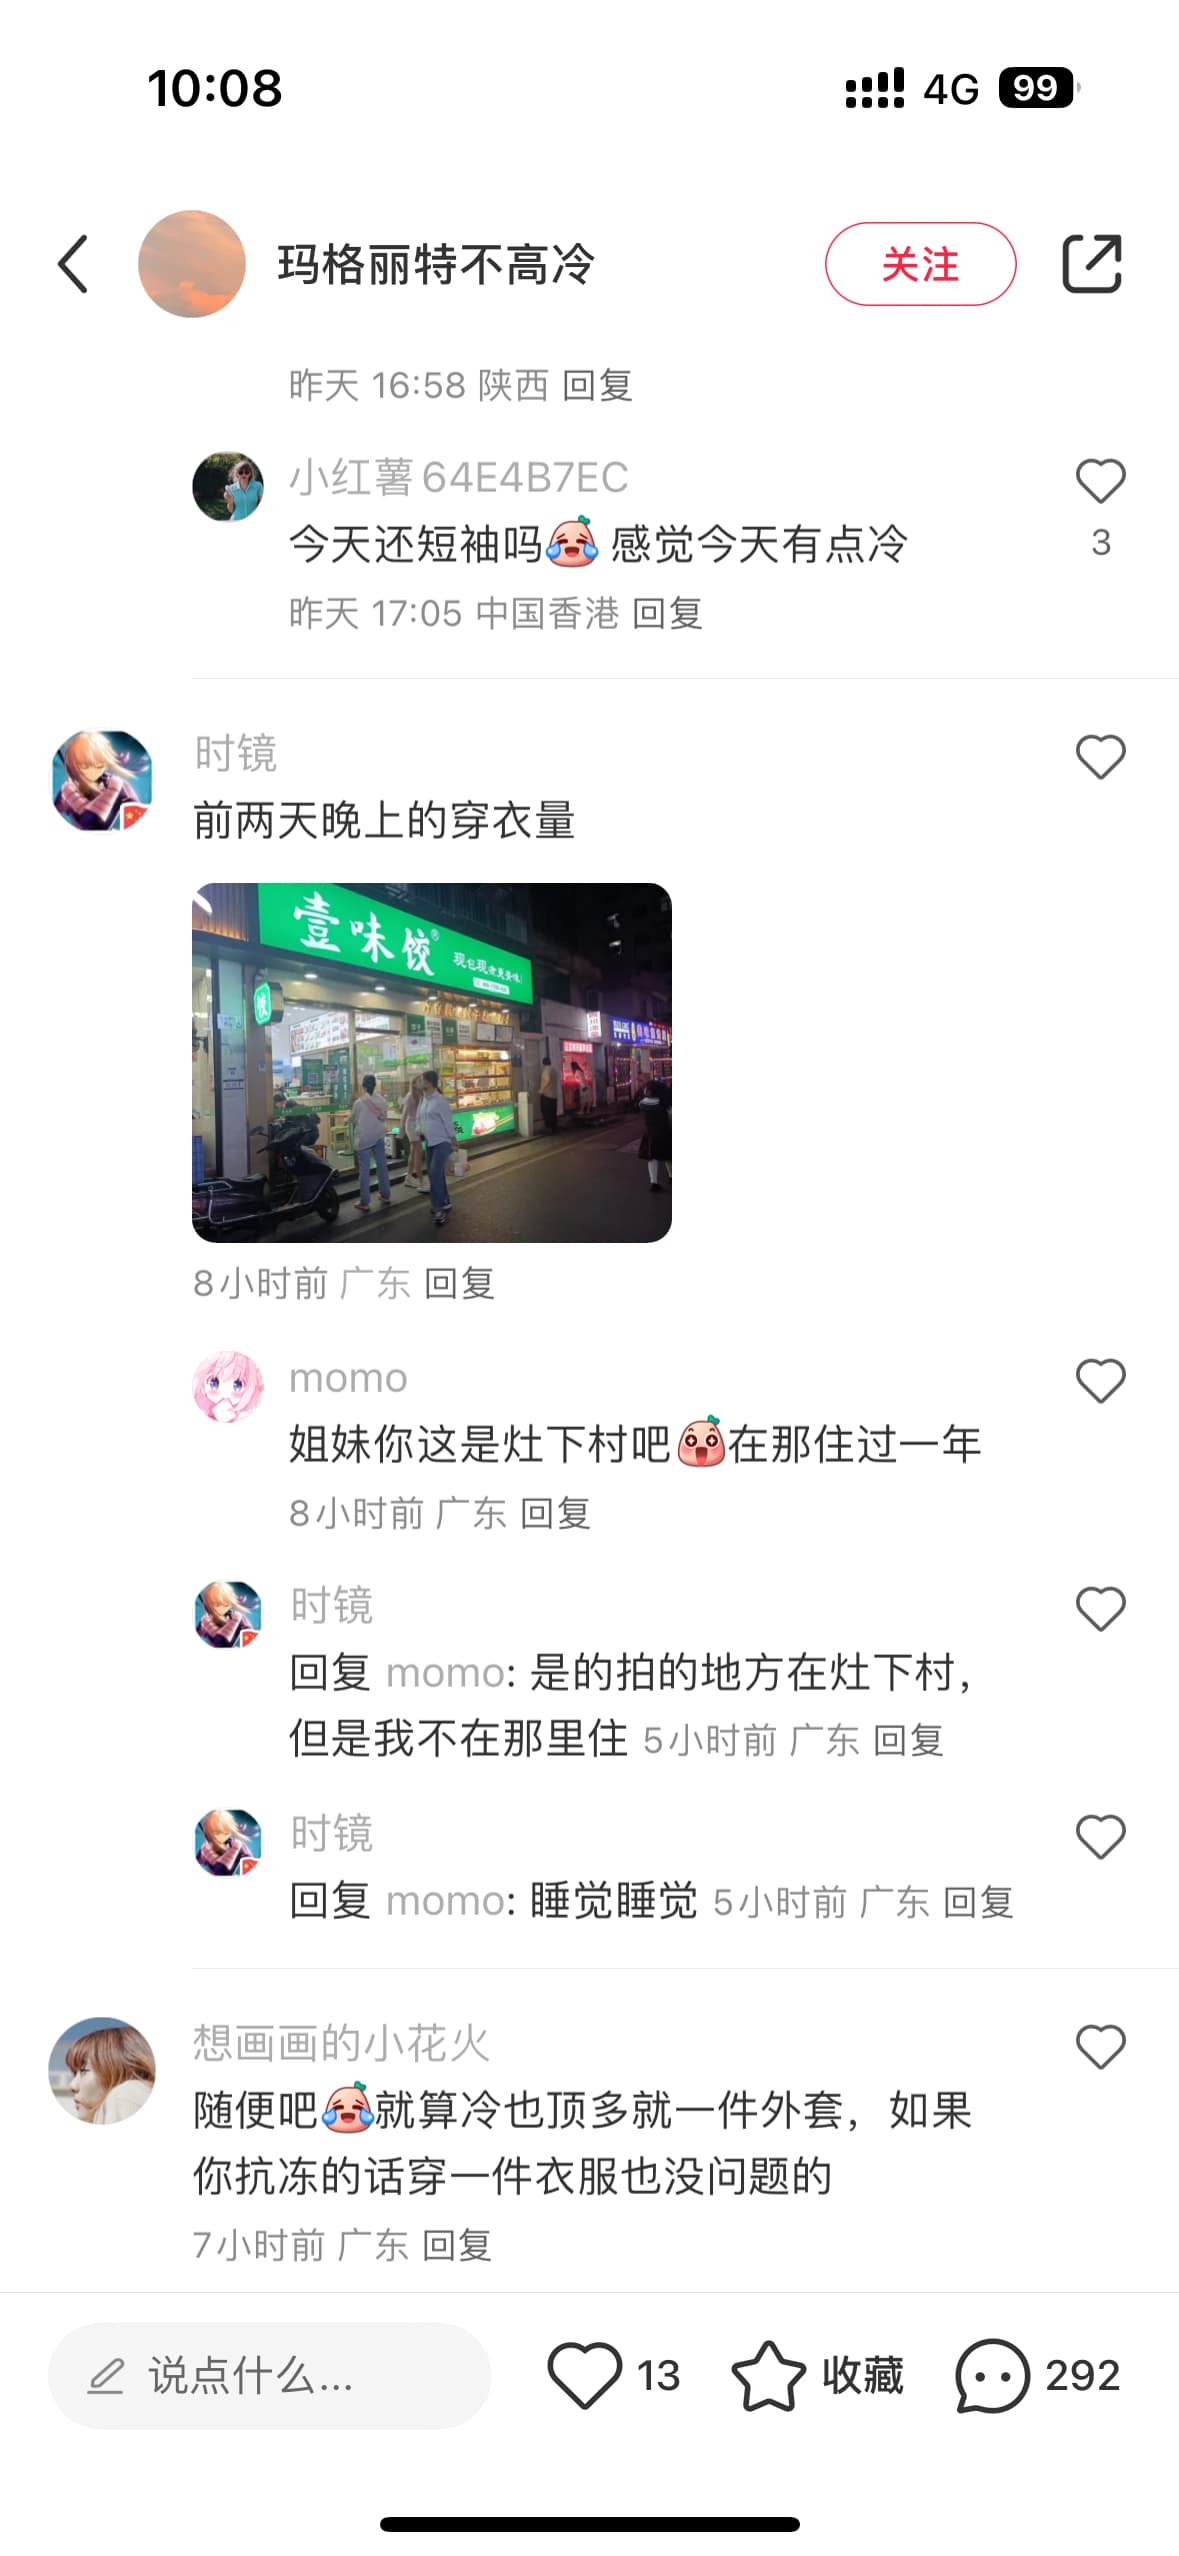 10:08
4G 99
玛格丽特不高冷
关注
昨天 16:58 陕西 回复
小红薯64E4B7EC
今天还短袖吗 感觉今天有点冷
3
昨天 17:05 中国香港 回复
时镜
前两天晚上的穿衣量
壹味饺®
现包现煮更美味
8小时前 广东 回复
momo
姐妹你这是灶下村吧在那住过一年
8小时前 广东 回复
时镜
回复 momo: 是的拍的地方在灶下村，
但是我不在那里住 5小时前 广东 回复
时镜
回复 momo: 睡觉睡觉 5小时前 广东 回复
想画画的小花火
随便吧就算冷也顶多就一件外套，如果
你抗冻的话穿一件衣服也没问题的
7小时前 广东 回复
说点什么...
13
收藏
292